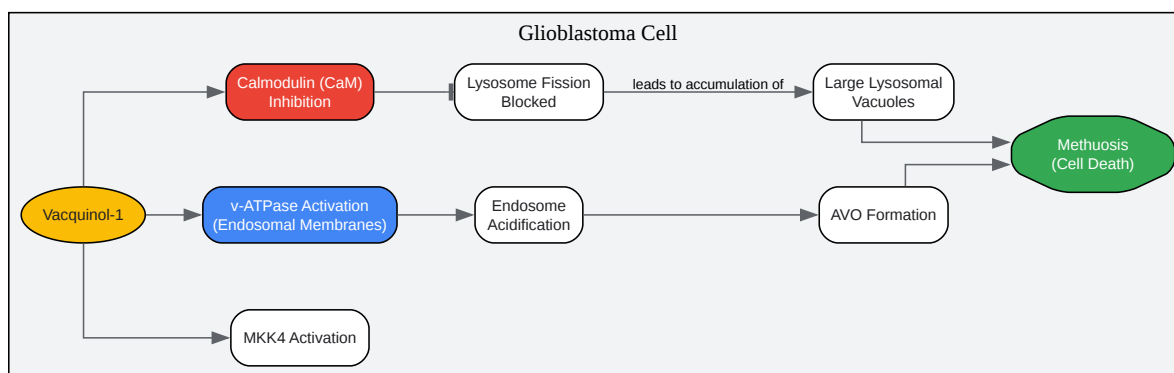 Glioblastoma Cell
Calmodulin (CaM)
Inhibition
Lysosome Fission
Blocked
leads to accumulation of
Large Lysosomal
Vacuoles
Methuosis
(Cell Death)
Vacquinol-1
v-ATPase Activation
(Endosomal Membranes)
Endosome
Acidification
AVO Formation
MKK4 Activation